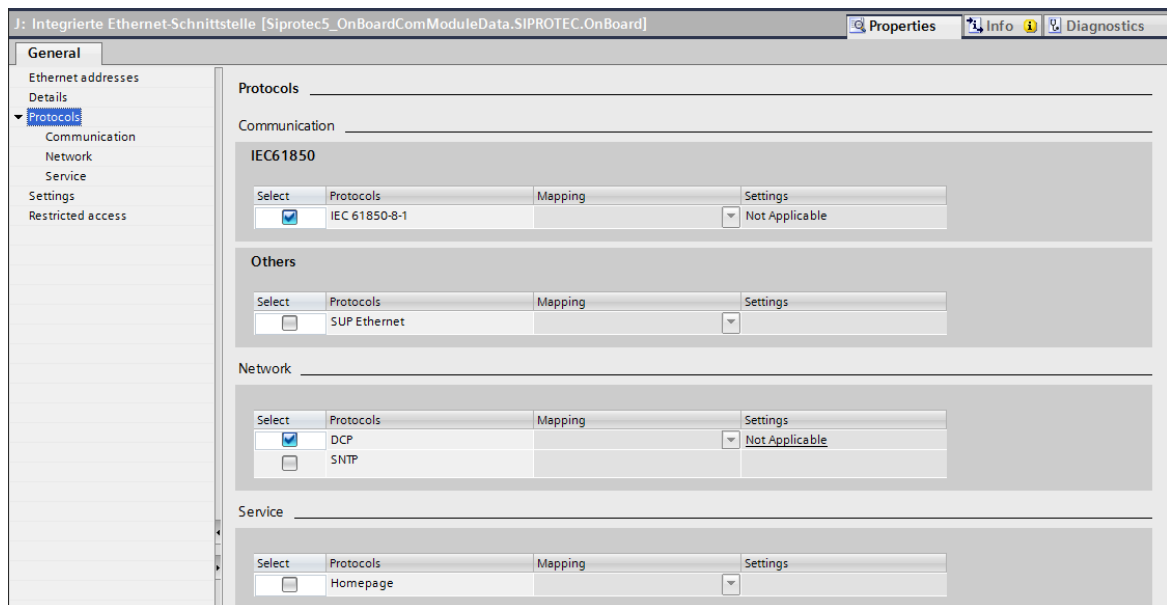 J: Integrierte Ethernet-Schnittstelle [Siprotec5_OnBoardComModuleData.SIPROTEC.OnBoard]
Properties
Info
Diagnostics
General
Ethernet addresses
Details
Protocols
Communication
Network
Service
Settings
Restricted access
Protocols
Communication
IEC61850
Select Protocols Mapping Settings
IEC 61850-8-1 Not Applicable
Others
Select Protocols Mapping Settings
SUP Ethernet
Network
Select Protocols Mapping Settings
DCP Not Applicable
SNTP
Service
Select Protocols Mapping Settings
Homepage